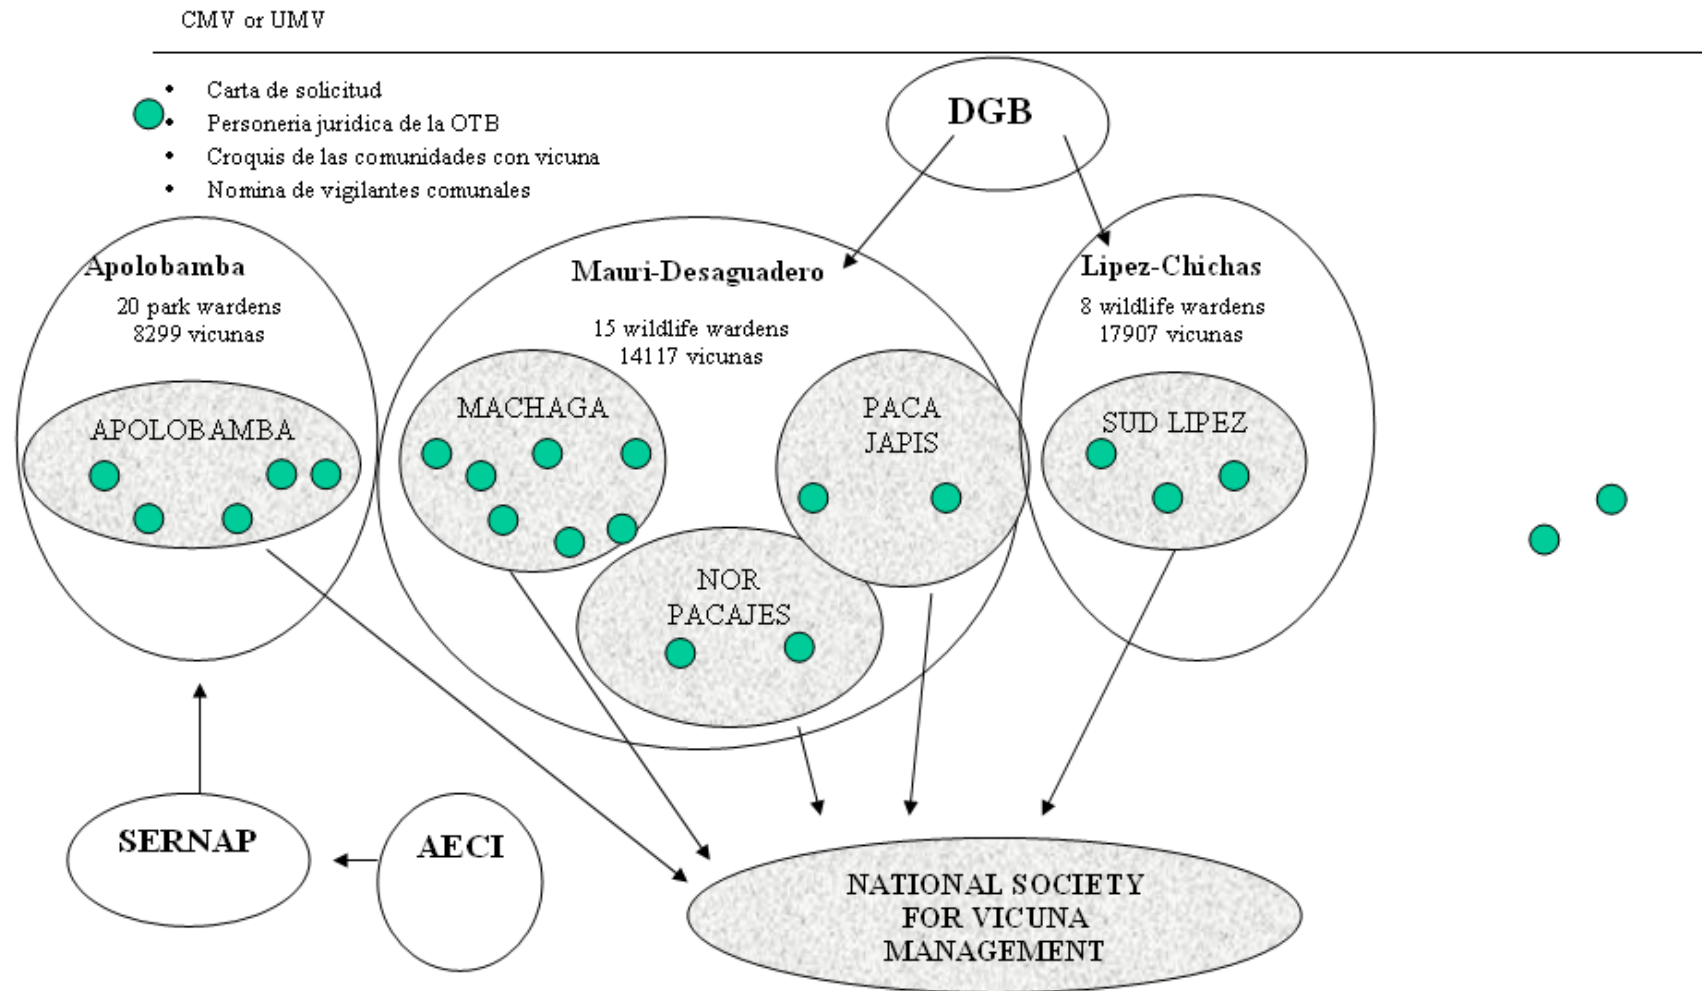 CMV or UMV
• Carta de solicitud
• Personeria juridica de la OTB
• Croquis de las comunidades con vicuna
• Nomina de vigilantes comunales
DGB
Apolobamba
20 park wardens
8299 vicunas
APOLOBAMBA
Mauri-Desaguadero
15 wildlife wardens
14117 vicunas
MACHAGA
PACA
JAPIS
NOR
PACAJES
Lipez-Chichas
8 wildlife wardens
17907 vicunas
SUD LIPEZ
SERNAP
AECI
NATIONAL SOCIETY
FOR VICUNA
MANAGEMENT